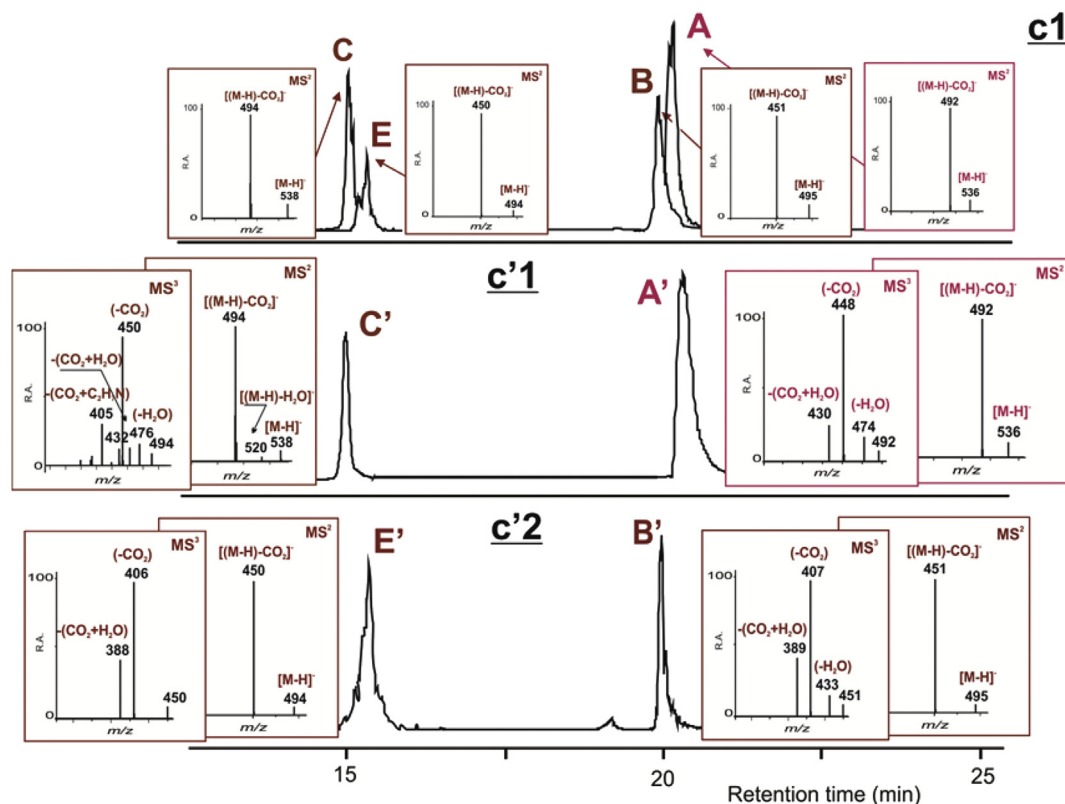 c1
A
C
B
E
MS²
[(M-H)-CO₂]⁻
494
100
R.A.
[M-H]⁻
538
0
m/z
MS²
[(M-H)-CO₂]⁻
450
100
R.A.
[M-H]⁻
494
0
m/z
MS²
[(M-H)-CO₂]⁻
451
100
R.A.
[M-H]⁻
495
0
m/z
MS²
[(M-H)-CO₂]⁻
492
100
R.A.
[M-H]⁻
536
0
m/z
c'1
C'
A'
MS³
(-CO₂)
100
450
-(CO₂+H₂O)
R.A.
-(CO₂+C₂H₇N)
405
(-H₂O)
432
476
494
0
m/z
MS²
[(M-H)-CO₂]⁻
494
[(M-H)-H₂O]⁻
[M-H]⁻
520
538
m/z
MS³
(-CO₂)
100
448
R.A.
-(CO₂+H₂O)
430
(-H₂O)
474
492
0
m/z
MS²
[(M-H)-CO₂]⁻
492
[M-H]⁻
536
m/z
c'2
E'
B'
MS³
(-CO₂)
100
406
R.A.
-(CO₂+H₂O)
388
450
0
m/z
MS²
[(M-H)-CO₂]⁻
450
[M-H]⁻
494
m/z
MS³
(-CO₂)
100
407
R.A.
-(CO₂+H₂O)
389
(-H₂O)
433
451
0
m/z
MS²
[(M-H)-CO₂]⁻
451
[M-H]⁻
495
m/z
15
20
25
Retention time (min)